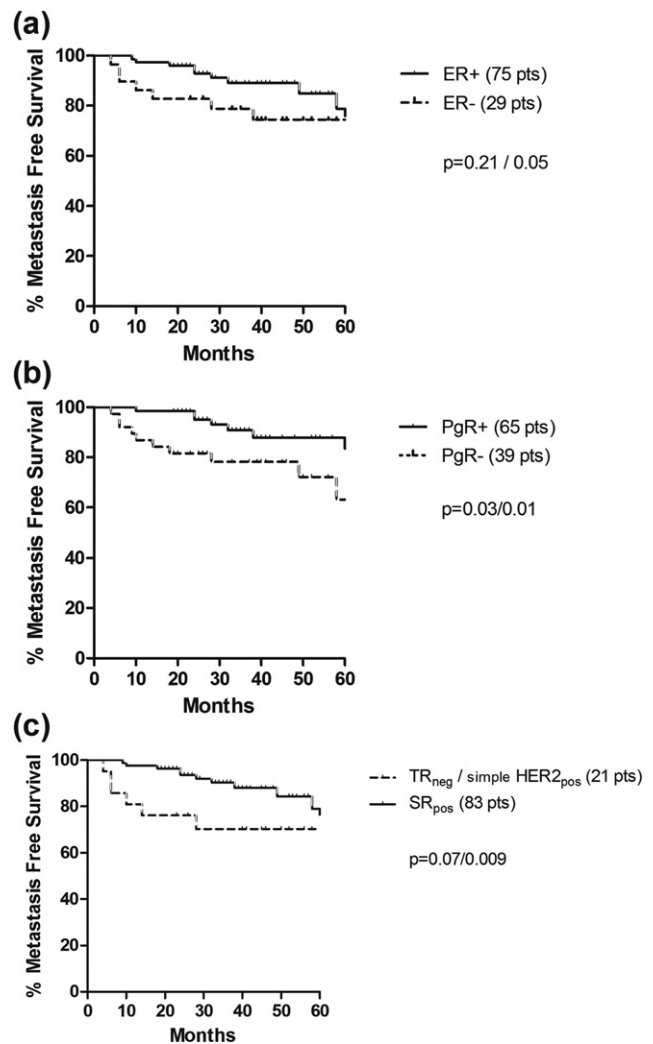 (a)
% Metastasis Free Survival
100
80
60
40
20
0
0 10 20 30 40 50 60
Months
ER+ (75 pts)
ER- (29 pts)
p=0.21 / 0.05
(b)
% Metastasis Free Survival
100
80
60
40
20
0
0 10 20 30 40 50 60
Months
PgR+ (65 pts)
PgR- (39 pts)
p=0.03/0.01
(c)
% Metastasis Free Survival
100
80
60
40
20
0
0 10 20 30 40 50 60
Months
TRneg / simple HER2pos (21 pts)
SRpos (83 pts)
p=0.07/0.009